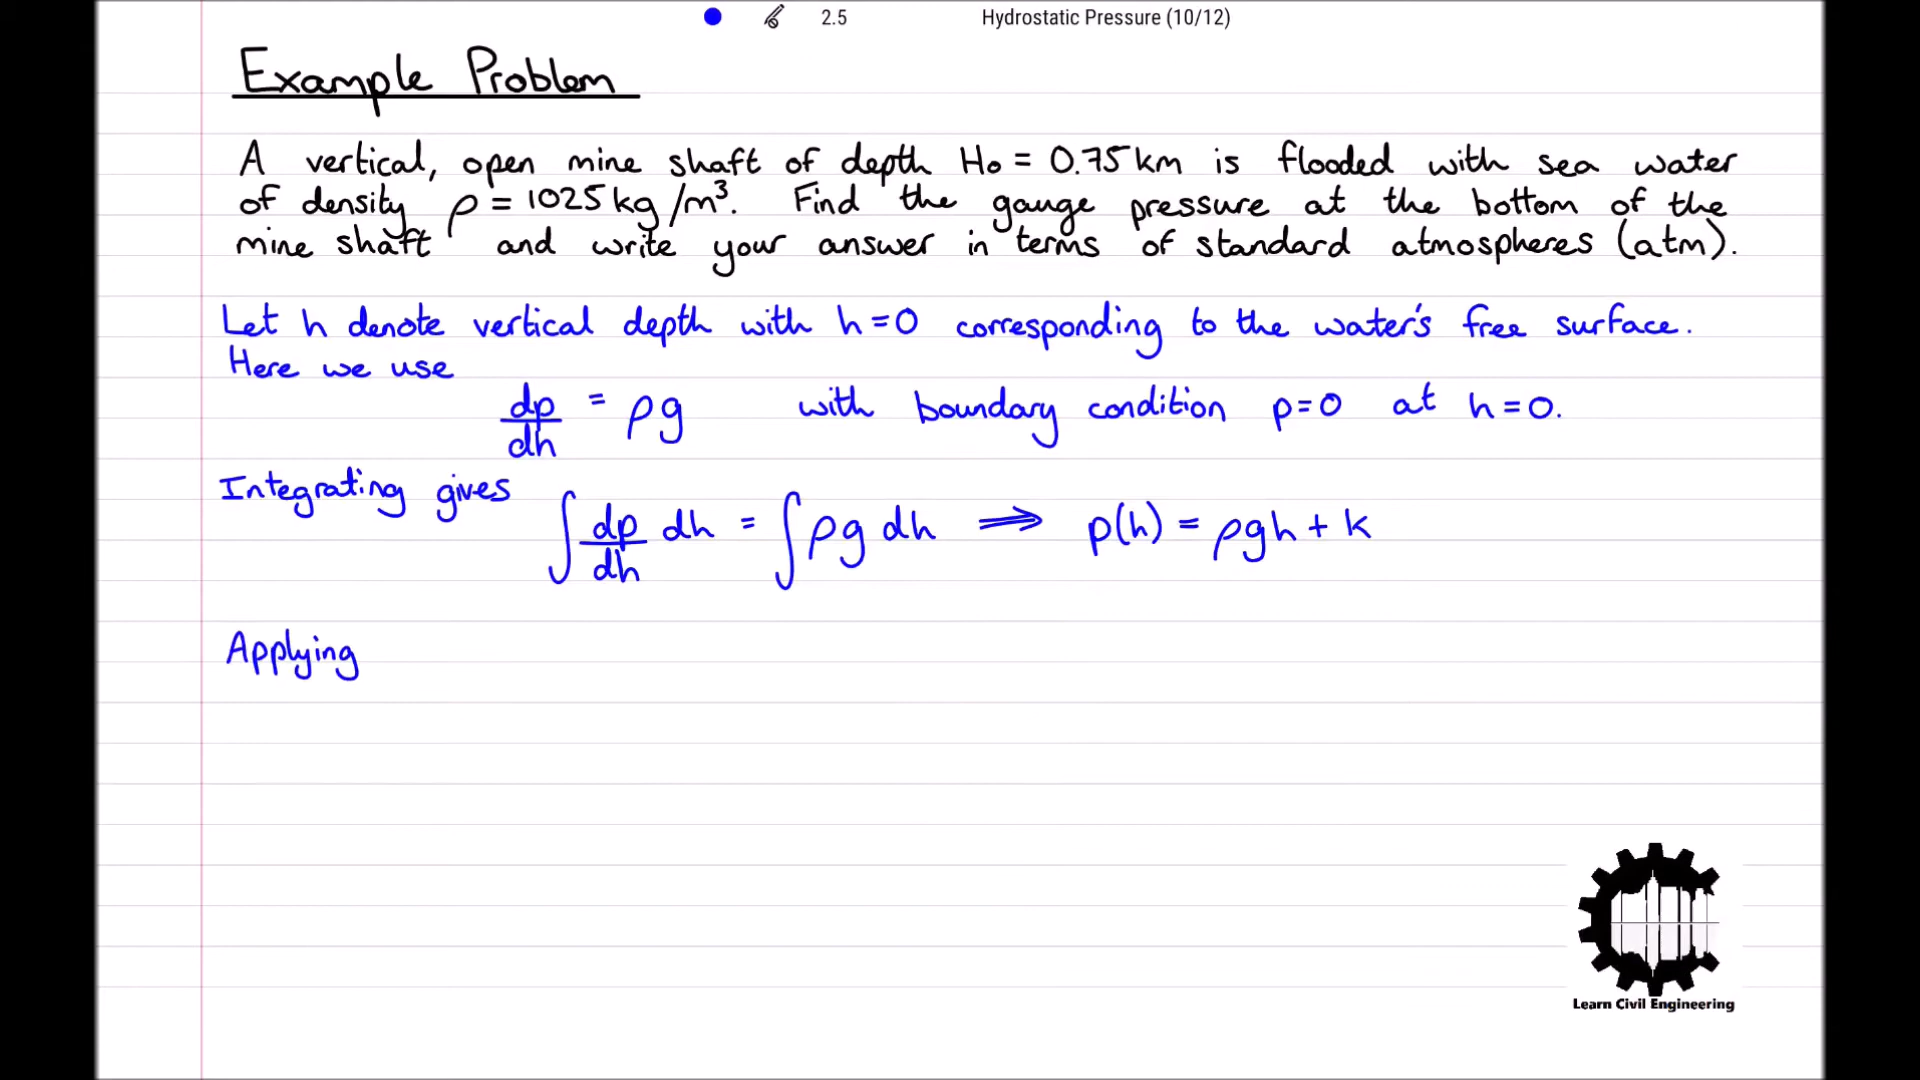 2.5 Hydrostatic Pressure (10/12)
Example Problem
A vertical, open mine shaft of depth H₀ = 0.75 km is flooded with sea water
of density ρ = 1025 kg/m³. Find the gauge pressure at the bottom of the
mine shaft and write your answer in terms of standard atmospheres (atm).
Let h denote vertical depth with h=0 corresponding to the water's free surface.
Here we use
dp/dh = ρg with boundary condition p=0 at h=0.
Integrating gives
∫ dp/dh dh = ∫ ρg dh ⟹ p(h) = ρgh + k
Applying
Learn Civil Engineering